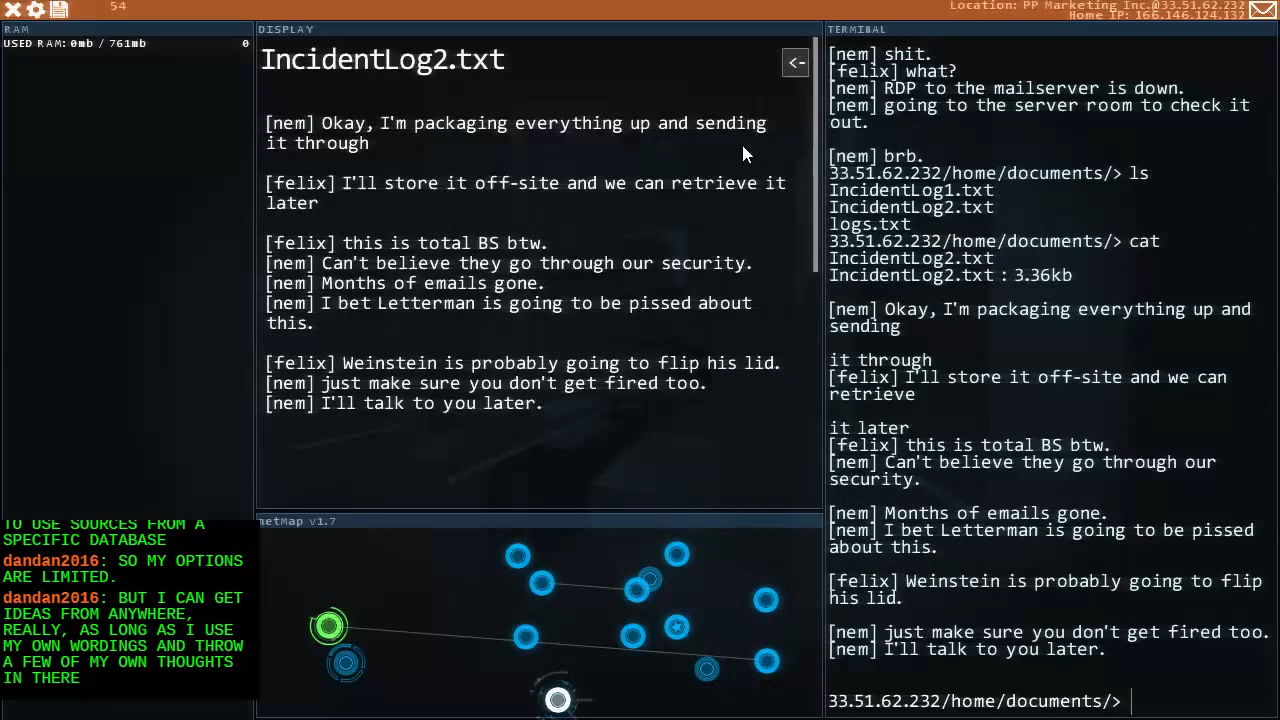 54
Location: PP Marketing Inc.@33.51.62.232
Home IP: 166.146.124.132
RAM
USED RAM: 0mb / 761mb
0
DISPLAY
IncidentLog2.txt
<-
[nem] Okay, I'm packaging everything up and sending
it through
[felix] I'll store it off-site and we can retrieve it
later
[felix] this is total BS btw.
[nem] Can't believe they go through our security.
[nem] Months of emails gone.
[nem] I bet Letterman is going to be pissed about
this.
[felix] Weinstein is probably going to flip his lid.
[nem] just make sure you don't get fired too.
[nem] I'll talk to you later.
netMap v1.7
TO USE SOURCES FROM A
SPECIFIC DATABASE
dandan2016: SO MY OPTIONS
ARE LIMITED.
dandan2016: BUT I CAN GET
IDEAS FROM ANYWHERE,
REALLY, AS LONG AS I USE
MY OWN WORDINGS AND THROW
A FEW OF MY OWN THOUGHTS
IN THERE
TERMINAL
[nem] shit.
[felix] what?
[nem] RDP to the mailserver is down.
[nem] going to the server room to check it
out.
[nem] brb.
33.51.62.232/home/documents/> ls
IncidentLog1.txt
IncidentLog2.txt
logs.txt
33.51.62.232/home/documents/> cat
IncidentLog2.txt
IncidentLog2.txt : 3.36kb
[nem] Okay, I'm packaging everything up and
sending
it through
[felix] I'll store it off-site and we can
retrieve
it later
[felix] this is total BS btw.
[nem] Can't believe they go through our
security.
[nem] Months of emails gone.
[nem] I bet Letterman is going to be pissed
about this.
[felix] Weinstein is probably going to flip
his lid.
[nem] just make sure you don't get fired too.
[nem] I'll talk to you later.
33.51.62.232/home/documents/>